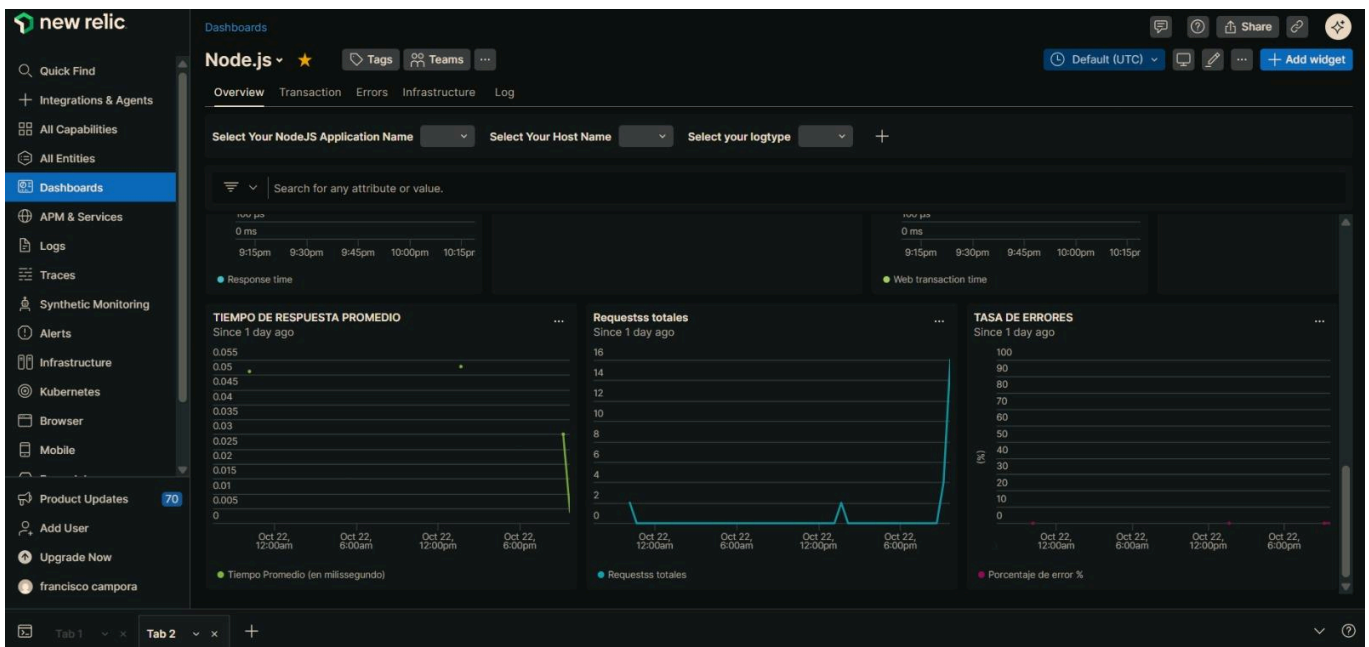 new relic
Dashboards
Share
Node.js
Tags
Teams
Default (UTC)
Add widget
Quick Find
Integrations & Agents
All Capabilities
All Entities
Dashboards
APM & Services
Logs
Traces
Synthetic Monitoring
Alerts
Infrastructure
Kubernetes
Browser
Mobile
Product Updates 70
Add User
Upgrade Now
francisco campora
Overview Transaction Errors Infrastructure Log
Select Your NodeJS Application Name Select Your Host Name Select your logtype
Search for any attribute or value.
100 µs
0 ms
9:15pm 9:30pm 9:45pm 10:00pm 10:15pr
Response time
100 µs
0 ms
9:15pm 9:30pm 9:45pm 10:00pm 10:15pr
Web transaction time
TIEMPO DE RESPUESTA PROMEDIO
Since 1 day ago
0.055
0.05
0.045
0.04
0.035
0.03
0.025
0.02
0.015
0.01
0.005
0
Oct 22, Oct 22, Oct 22, Oct 22,
12:00am 6:00am 12:00pm 6:00pm
Tiempo Promedio (en milissegundo)
Requestss totales
Since 1 day ago
16
14
12
10
8
6
4
2
0
Oct 22, Oct 22, Oct 22, Oct 22,
12:00am 6:00am 12:00pm 6:00pm
Requestss totales
TASA DE ERRORES
Since 1 day ago
100
90
80
70
60
50
40
30
20
10
0
(%)
Oct 22, Oct 22, Oct 22, Oct 22,
12:00am 6:00am 12:00pm 6:00pm
Porcentaje de error %
Tab 1
Tab 2